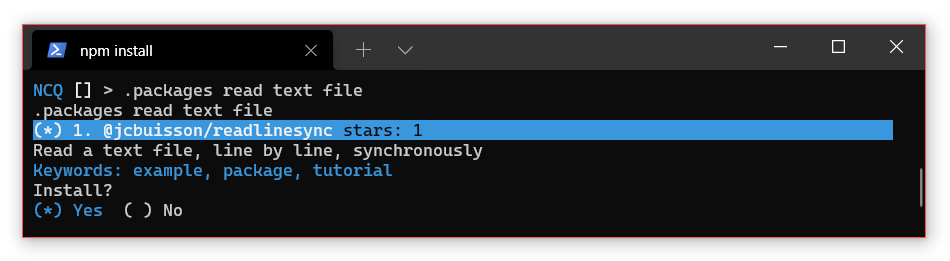 npm install
NCQ [] > .packages read text file
.packages read text file
(*) 1. @jcbuisson/readlinesync stars: 1
Read a text file, line by line, synchronously
Keywords: example, package, tutorial
Install?
(*) Yes  ( ) No